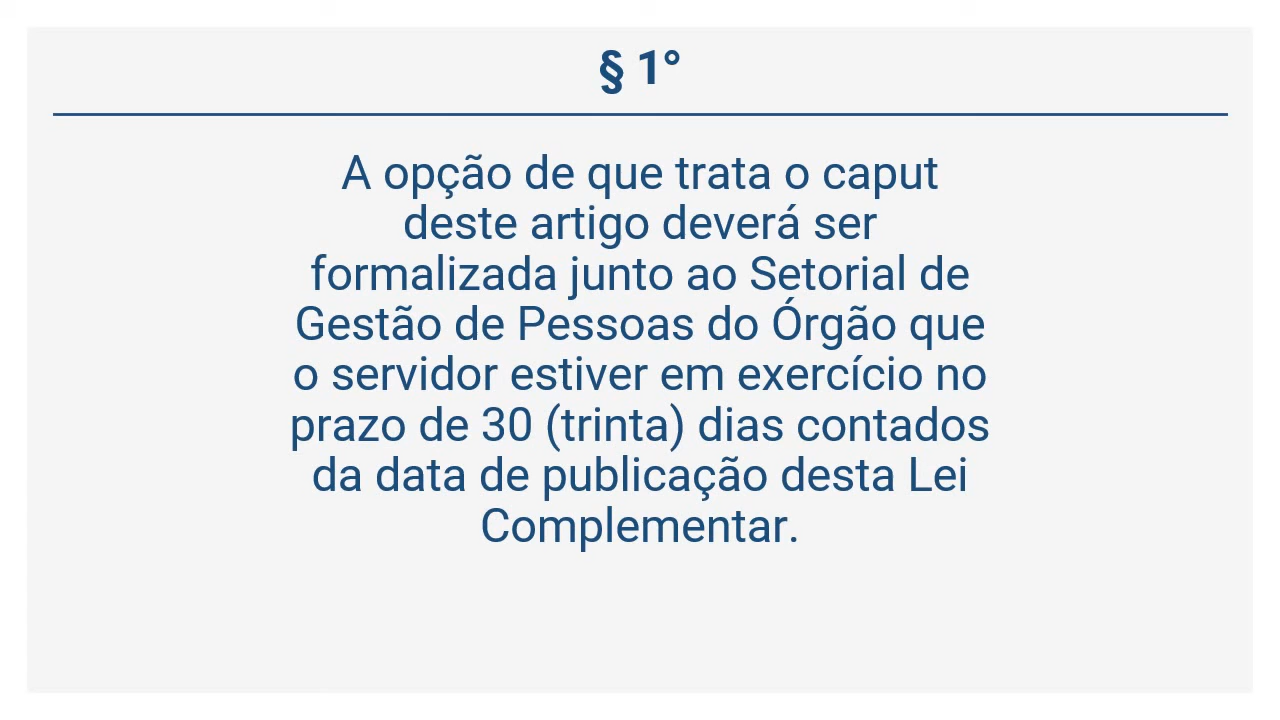 § 1°
A opção de que trata o caput
deste artigo deverá ser
formalizada junto ao Setorial de
Gestão de Pessoas do Órgão que
o servidor estiver em exercício no
prazo de 30 (trinta) dias contados
da data de publicação desta Lei
Complementar.